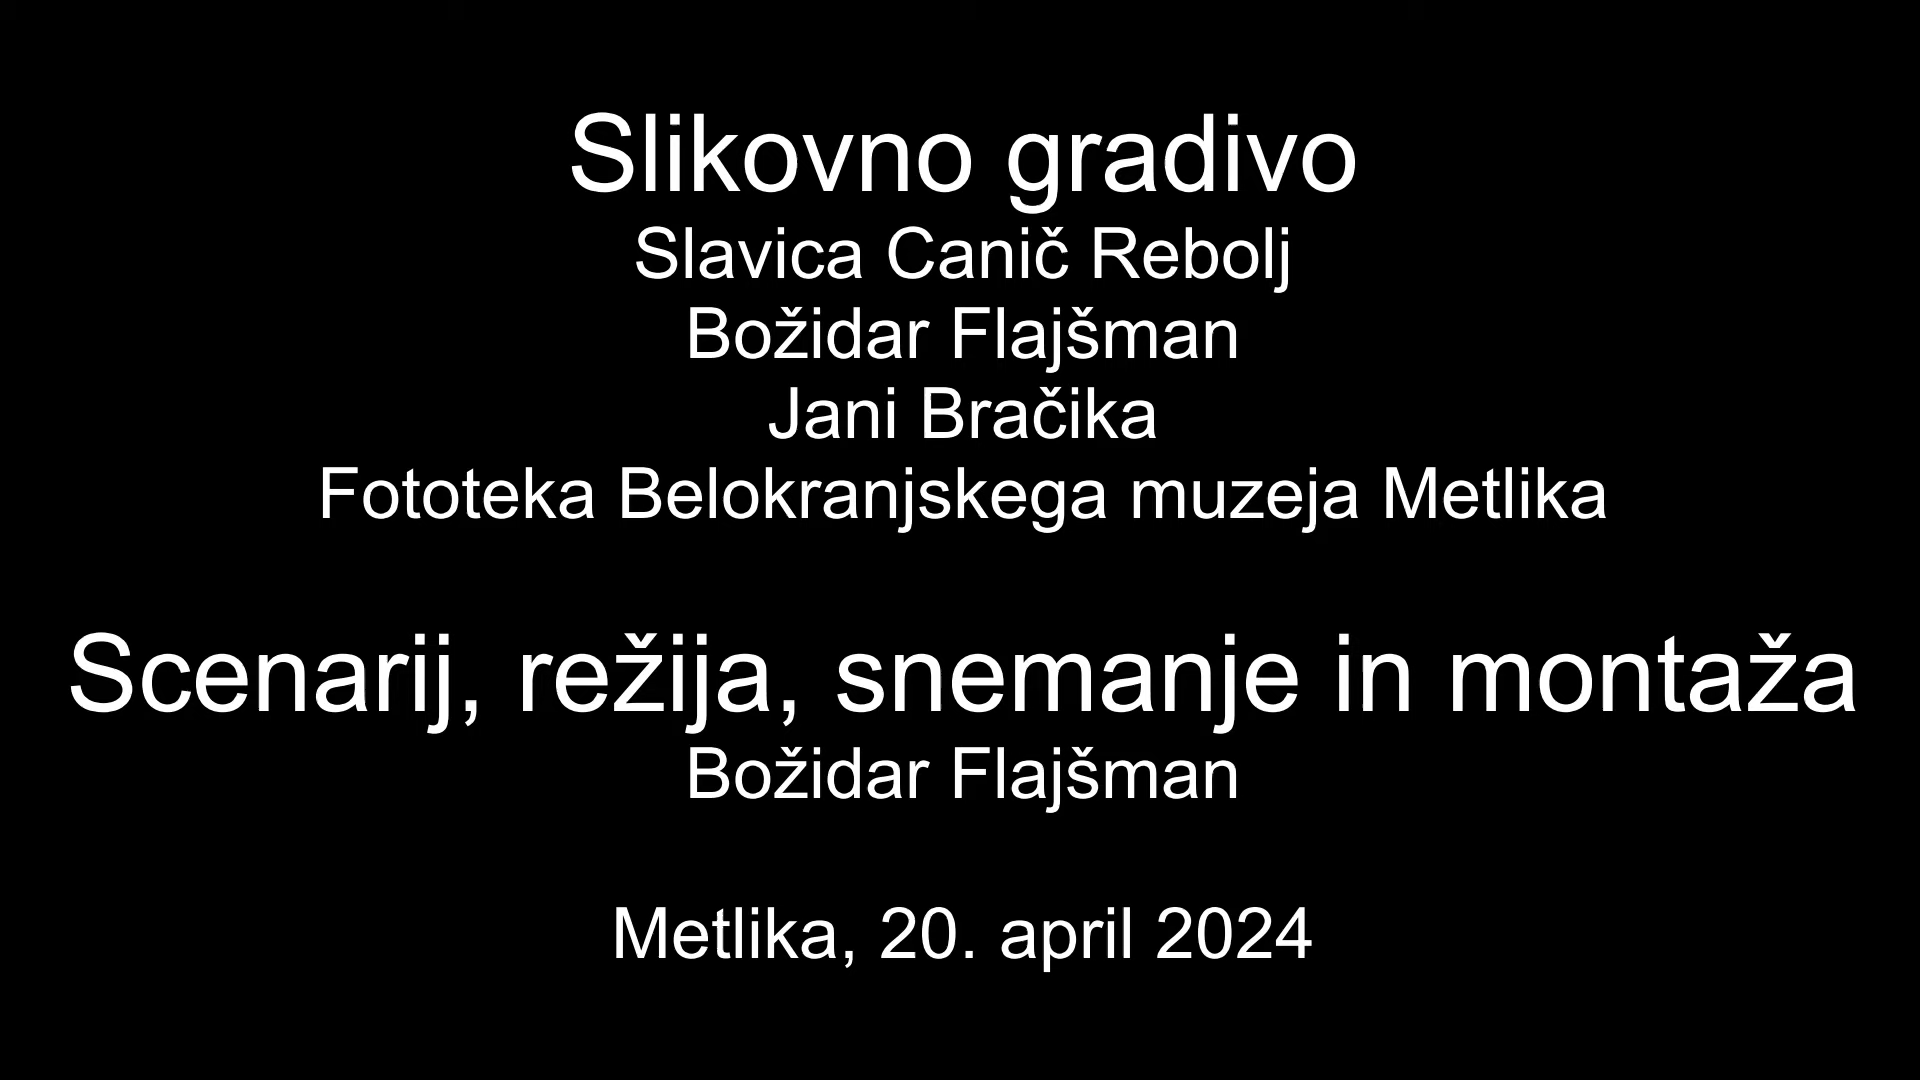 Slikovno gradivo
Slavica Canič Rebolj
Božidar Flajšman
Jani Bračika
Fototeka Belokranjskega muzeja Metlika
Scenarij, režija, snemanje in montaža
Božidar Flajšman
Metlika, 20. april 2024